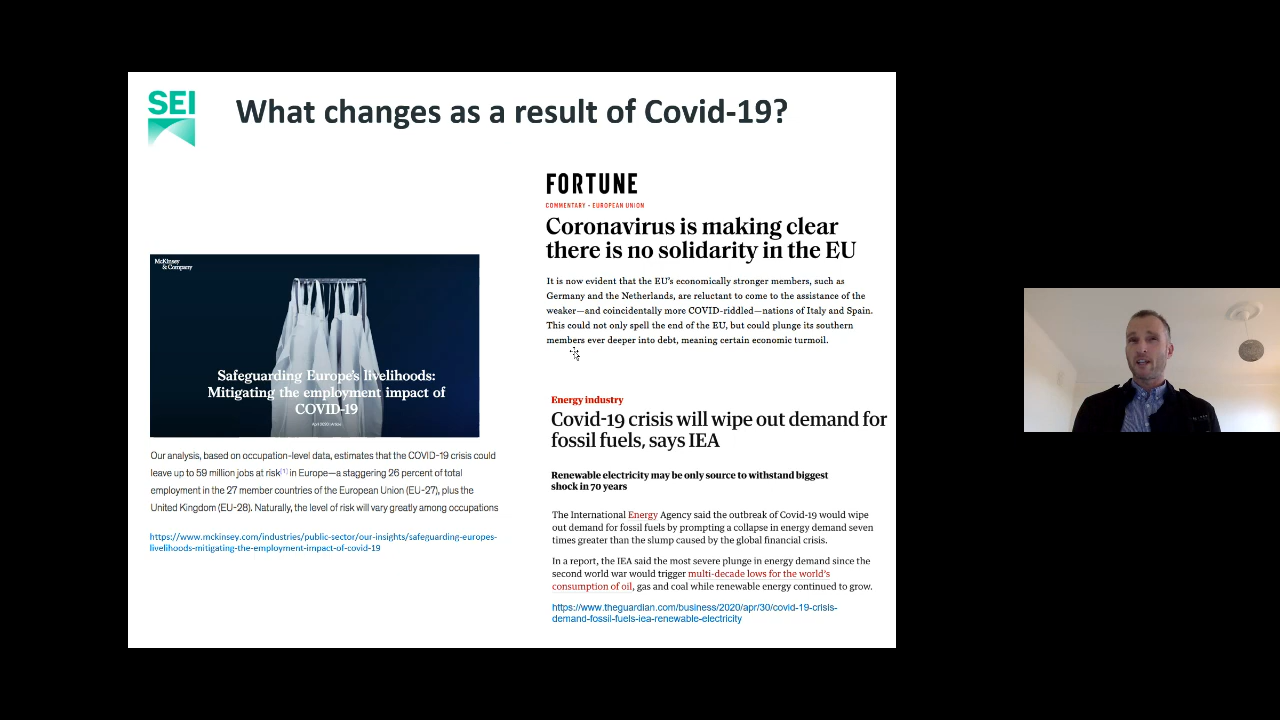 SEI
What changes as a result of Covid-19?
McKinsey
& Company
Safeguarding Europe's livelihoods:
Mitigating the employment impact of
COVID-19
April 2020 | Article
Our analysis, based on occupation-level data, estimates that the COVID-19 crisis could
leave up to 59 million jobs at risk[1] in Europe—a staggering 26 percent of total
employment in the 27 member countries of the European Union (EU-27), plus the
United Kingdom (EU-28). Naturally, the level of risk will vary greatly among occupations
https://www.mckinsey.com/industries/public-sector/our-insights/safeguarding-europes-
livelihoods-mitigating-the-employment-impact-of-covid-19
FORTUNE
COMMENTARY • EUROPEAN UNION
Coronavirus is making clear
there is no solidarity in the EU
It is now evident that the EU's economically stronger members, such as
Germany and the Netherlands, are reluctant to come to the assistance of the
weaker—and coincidentally more COVID-riddled—nations of Italy and Spain.
This could not only spell the end of the EU, but could plunge its southern
members ever deeper into debt, meaning certain economic turmoil.
Energy industry
Covid-19 crisis will wipe out demand for
fossil fuels, says IEA
Renewable electricity may be only source to withstand biggest
shock in 70 years
The International Energy Agency said the outbreak of Covid-19 would wipe
out demand for fossil fuels by prompting a collapse in energy demand seven
times greater than the slump caused by the global financial crisis.
In a report, the IEA said the most severe plunge in energy demand since the
second world war would trigger multi-decade lows for the world's
consumption of oil, gas and coal while renewable energy continued to grow.
https://www.theguardian.com/business/2020/apr/30/covid-19-crisis-
demand-fossil-fuels-iea-renewable-electricity